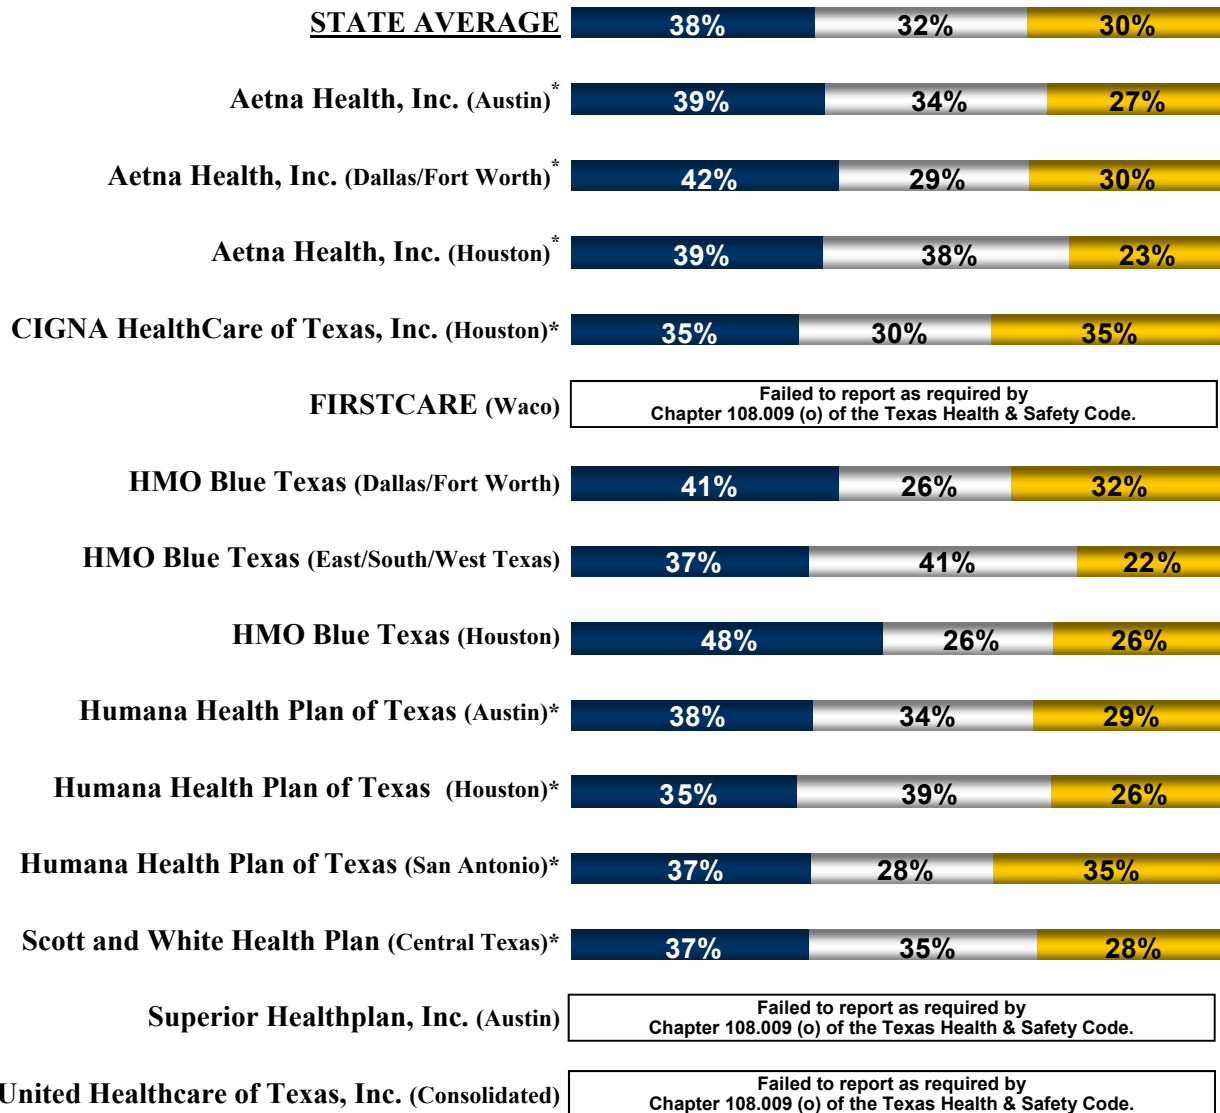 STATE AVERAGE 38% 32% 30%
Aetna Health, Inc. (Austin)* 39% 34% 27%
Aetna Health, Inc. (Dallas/Fort Worth)* 42% 29% 30%
Aetna Health, Inc. (Houston)* 39% 38% 23%
CIGNA HealthCare of Texas, Inc. (Houston)* 35% 30% 35%
FIRSTCARE (Waco)
Failed to report as required by
Chapter 108.009 (o) of the Texas Health & Safety Code.
HMO Blue Texas (Dallas/Fort Worth) 41% 26% 32%
HMO Blue Texas (East/South/West Texas) 37% 41% 22%
HMO Blue Texas (Houston) 48% 26% 26%
Humana Health Plan of Texas (Austin)* 38% 34% 29%
Humana Health Plan of Texas (Houston)* 35% 39% 26%
Humana Health Plan of Texas (San Antonio)* 37% 28% 35%
Scott and White Health Plan (Central Texas)* 37% 35% 28%
Superior Healthplan, Inc. (Austin)
Failed to report as required by
Chapter 108.009 (o) of the Texas Health & Safety Code.
United Healthcare of Texas, Inc. (Consolidated)
Failed to report as required by
Chapter 108.009 (o) of the Texas Health & Safety Code.